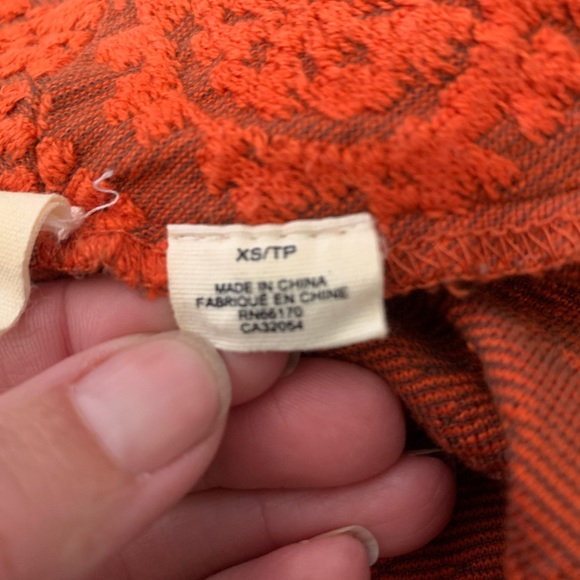 XS/TP
MADE IN CHINA
FABRIQUÉ EN CHINE
RN66170
CA32054